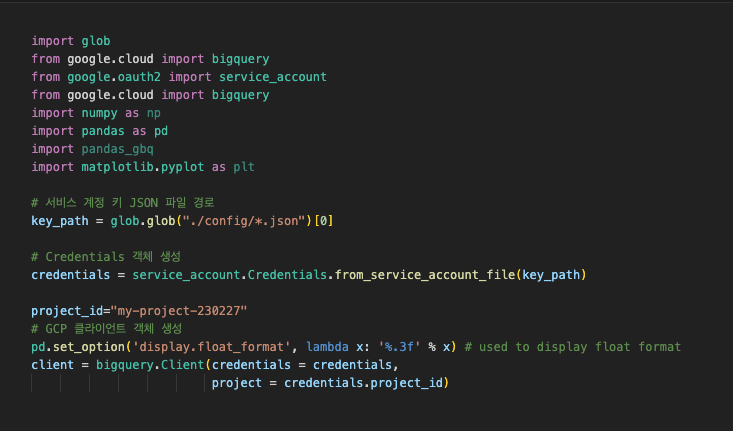 import glob
from google.cloud import bigquery
from google.oauth2 import service_account
from google.cloud import bigquery
import numpy as np
import pandas as pd
import pandas_gbq
import matplotlib.pyplot as plt
# 서비스 계정 키 JSON 파일 경로
key_path = glob.glob("./config/*.json")[0]
# Credentials 객체 생성
credentials = service_account.Credentials.from_service_account_file(key_path)
project_id="my-project-230227"
# GCP 클라이언트 객체 생성
pd.set_option('display.float_format', lambda x: '%.3f' % x) # used to display float format
client = bigquery.Client(credentials = credentials,
project = credentials.project_id)